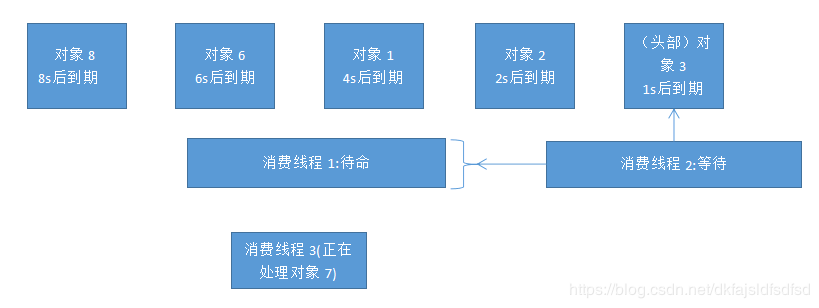 对象 8
8s后到期
对象 6
6s后到期
对象 1
4s后到期
对象 2
2s后到期
（头部）对
象 3
1s后到期
消费线程 1:待命
消费线程 2:等待
消费线程 3(正在
处理对象 7)
https://blog.csdn.net/dkfajsldfsdfsd